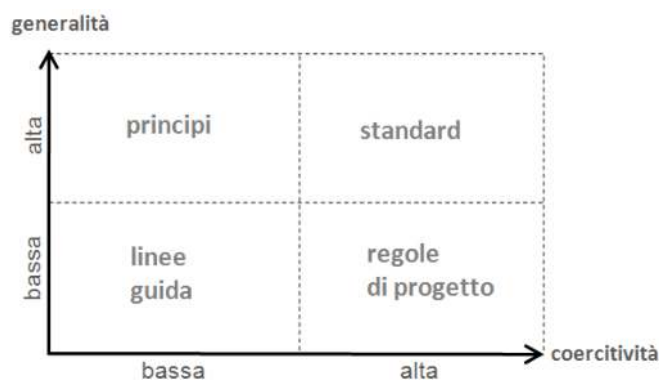 generalità
alta
principi
standard
bassa
linee
guida
regole
di progetto
coercitività
bassa
alta